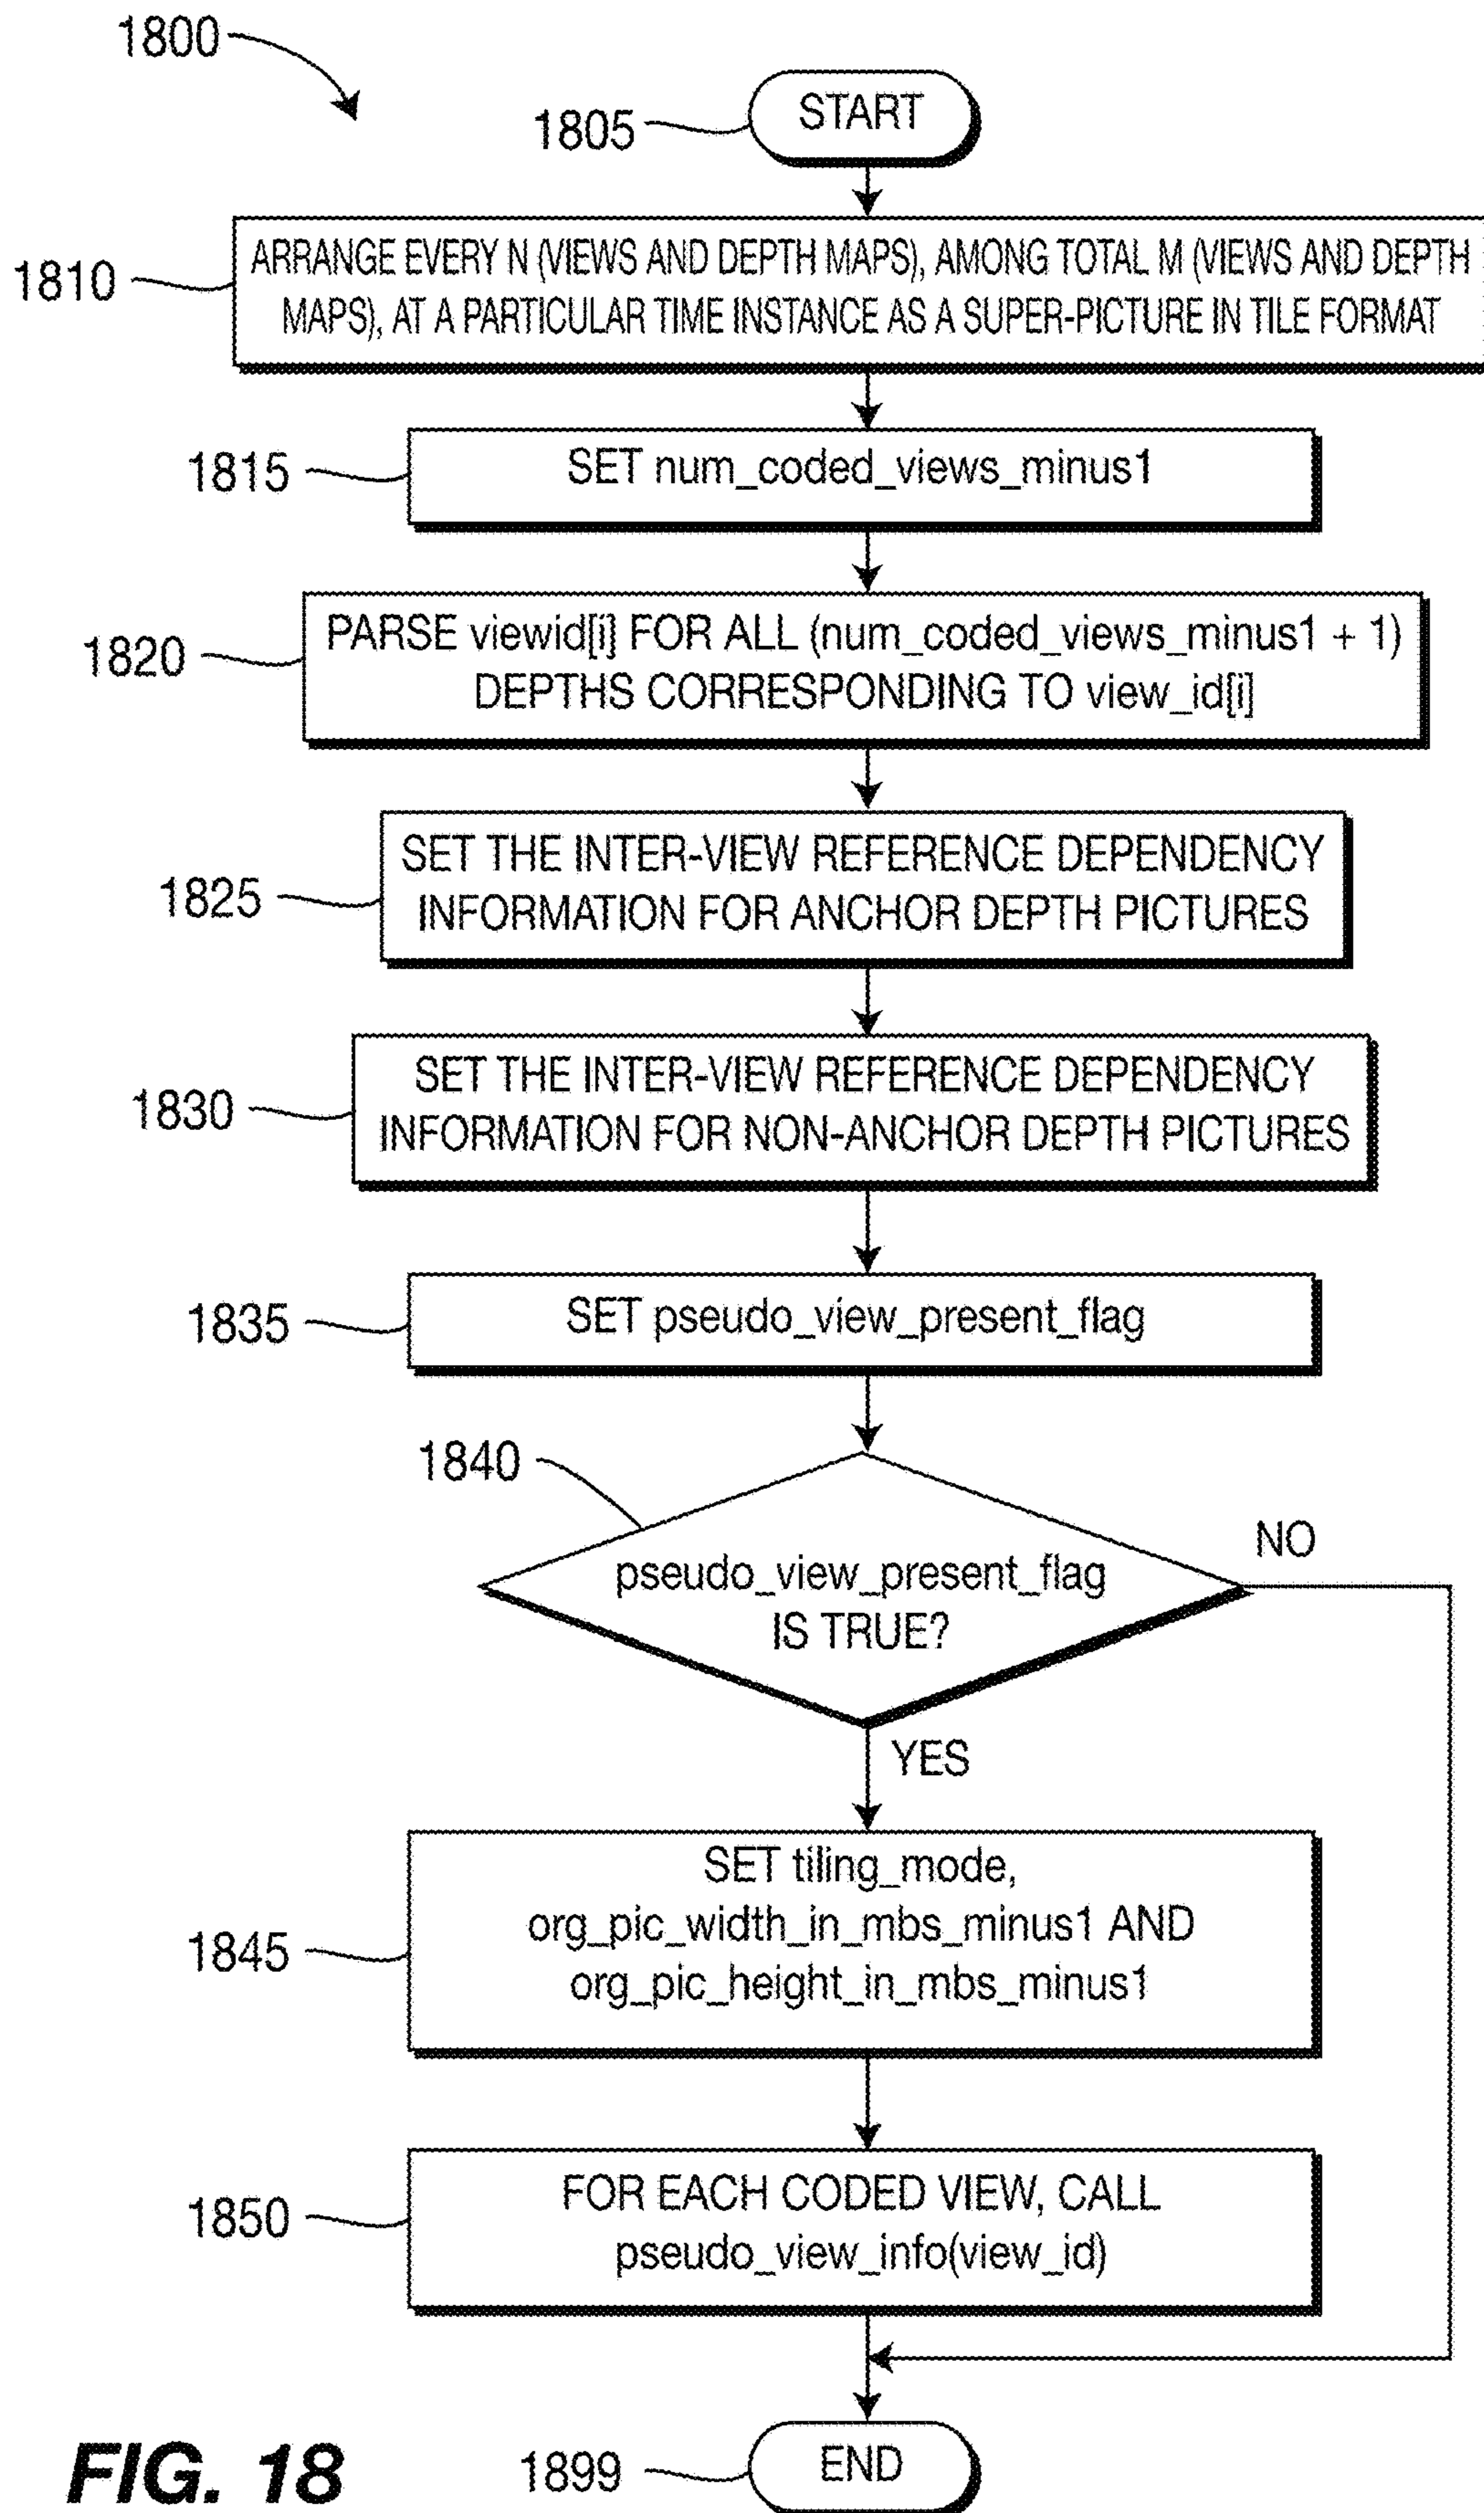 1800
1805
START
1810
ARRANGE EVERY N (VIEWS AND DEPTH MAPS), AMONG TOTAL M (VIEWS AND DEPTH
MAPS), AT A PARTICULAR TIME INSTANCE AS A SUPER-PICTURE IN TILE FORMAT
1815
SET num_coded_views_minus1
1820
PARSE viewid[i] FOR ALL (num_coded_views_minus1 + 1)
DEPTHS CORRESPONDING TO view_id[i]
1825
SET THE INTER-VIEW REFERENCE DEPENDENCY
INFORMATION FOR ANCHOR DEPTH PICTURES
1830
SET THE INTER-VIEW REFERENCE DEPENDENCY
INFORMATION FOR NON-ANCHOR DEPTH PICTURES
1835
SET pseudo_view_present_flag
1840
pseudo_view_present_flag
IS TRUE?
NO
YES
1845
SET tiling_mode,
org_pic_width_in_mbs_minus1 AND
org_pic_height_in_mbs_minus1
1850
FOR EACH CODED VIEW, CALL
pseudo_view_info(view_id)
1899
END
FIG. 18